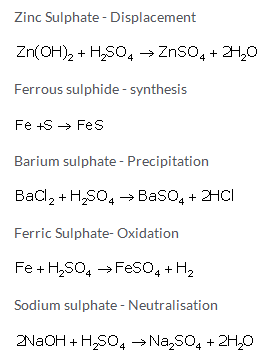 Zinc Sulphate - Displacement
Zn(OH)₂ + H₂SO₄ → ZnSO₄ + 2H₂O
Ferrous sulphide - synthesis
Fe +S → FeS
Barium sulphate - Precipitation
BaCl₂ + H₂SO₄ → BaSO₄ + 2HCl
Ferric Sulphate- Oxidation
Fe + H₂SO₄ → FeSO₄ + H₂
Sodium sulphate - Neutralisation
2NaOH + H₂SO₄ → Na₂SO₄ + 2H₂O